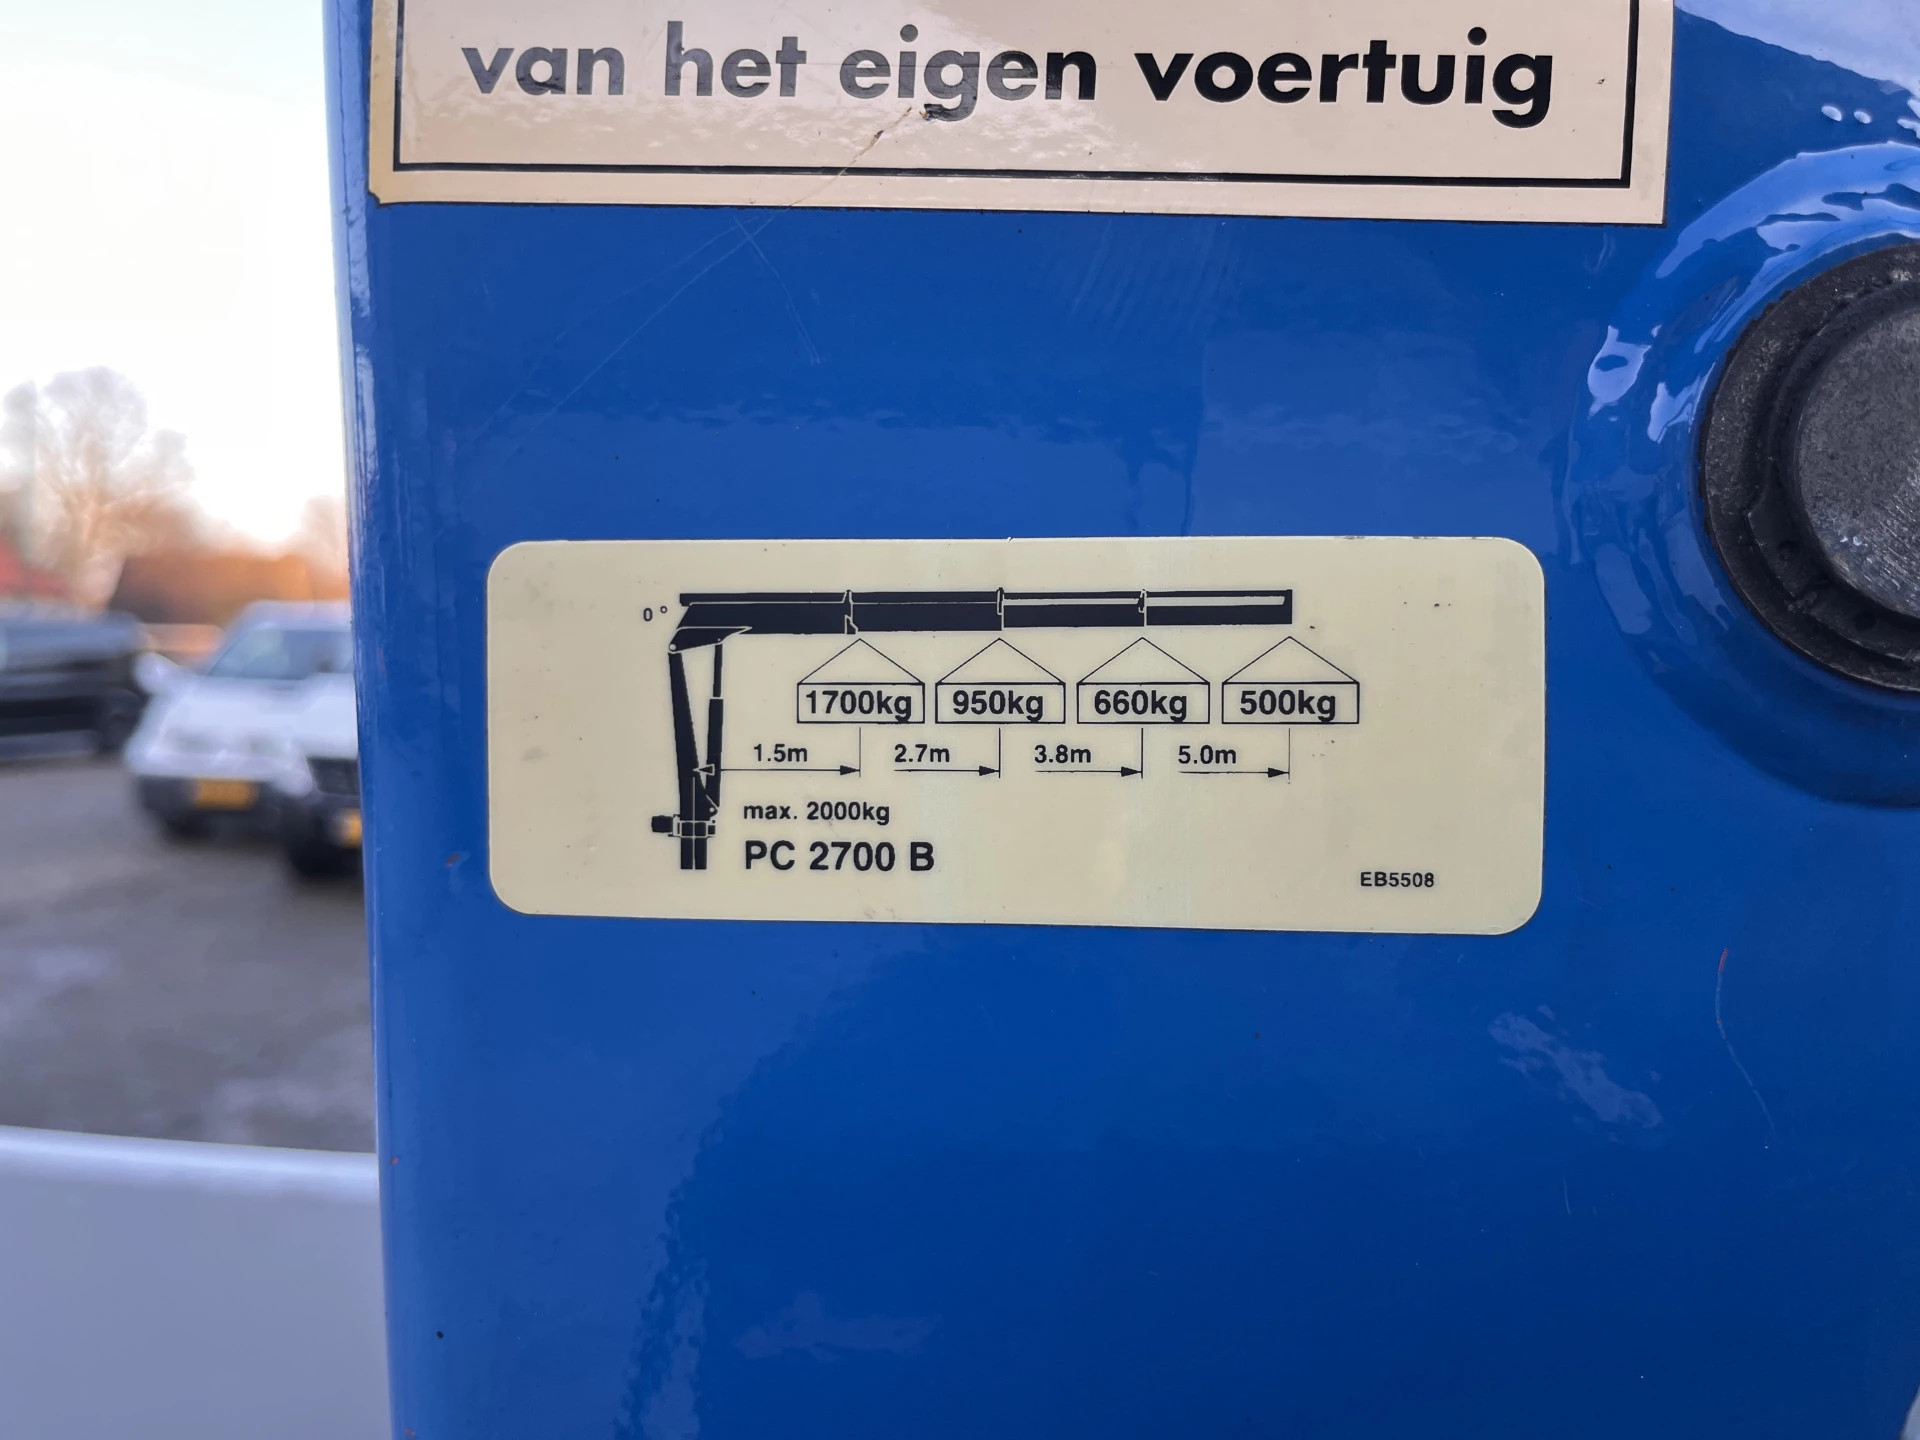 van het eigen voertuig
0°
1700kg 950kg 660kg 500kg
1.5m 2.7m 3.8m 5.0m
max. 2000kg
PC 2700 B
EB5508